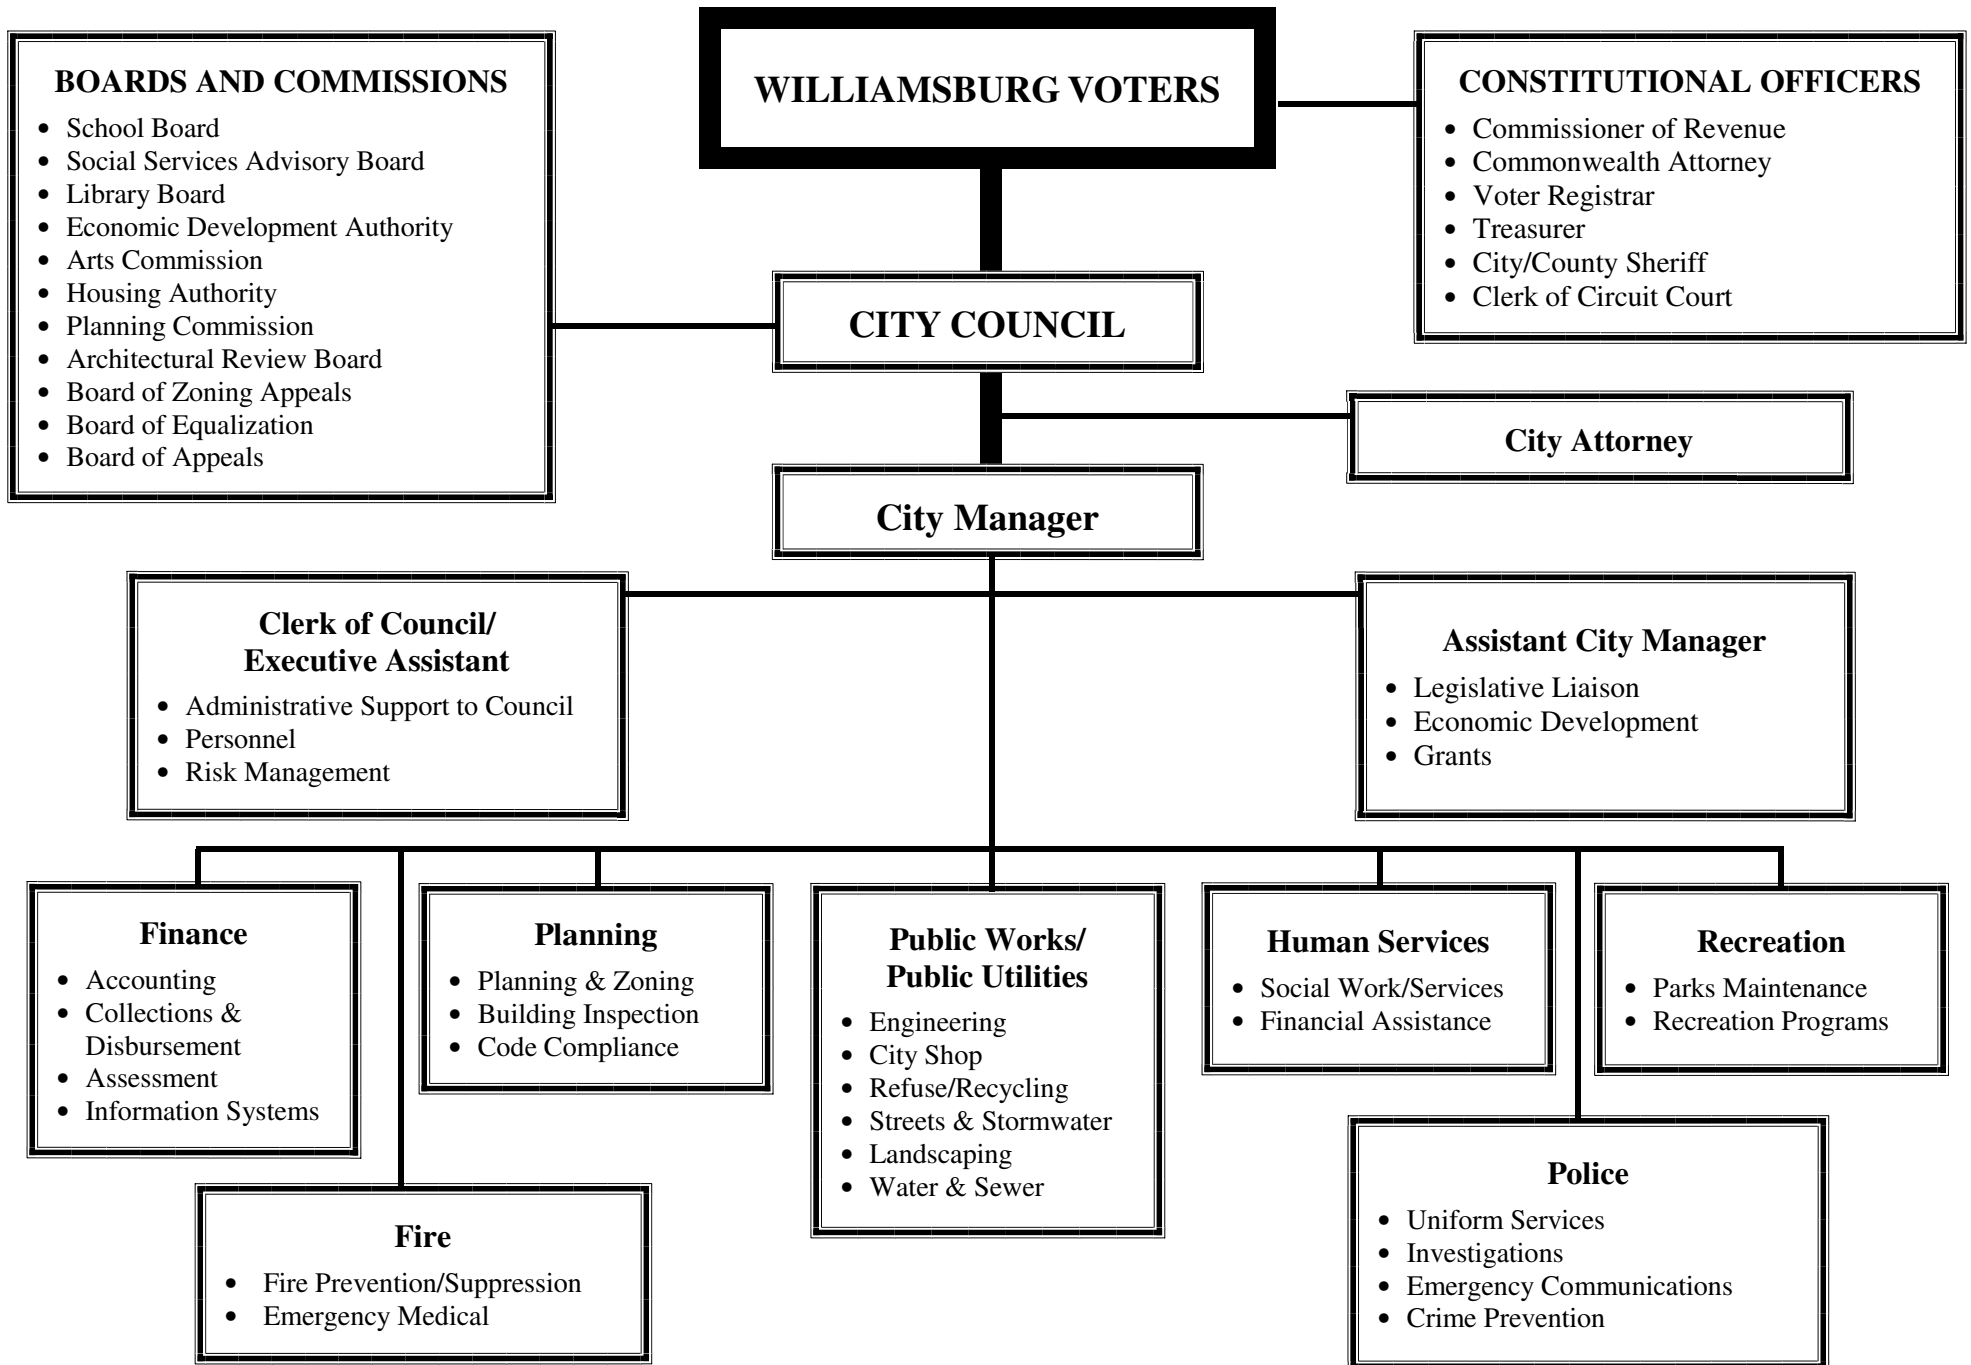 BOARDS AND COMMISSIONS
• School Board
• Social Services Advisory Board
• Library Board
• Economic Development Authority
• Arts Commission
• Housing Authority
• Planning Commission
• Architectural Review Board
• Board of Zoning Appeals
• Board of Equalization
• Board of Appeals
WILLIAMSBURG VOTERS
CONSTITUTIONAL OFFICERS
• Commissioner of Revenue
• Commonwealth Attorney
• Voter Registrar
• Treasurer
• City/County Sheriff
• Clerk of Circuit Court
CITY COUNCIL
City Attorney
City Manager
Clerk of Council/
Executive Assistant
• Administrative Support to Council
• Personnel
• Risk Management
Assistant City Manager
• Legislative Liaison
• Economic Development
• Grants
Finance
• Accounting
• Collections &
Disbursement
• Assessment
• Information Systems
Planning
• Planning & Zoning
• Building Inspection
• Code Compliance
Public Works/
Public Utilities
• Engineering
• City Shop
• Refuse/Recycling
• Streets & Stormwater
• Landscaping
• Water & Sewer
Human Services
• Social Work/Services
• Financial Assistance
Recreation
• Parks Maintenance
• Recreation Programs
Fire
• Fire Prevention/Suppression
• Emergency Medical
Police
• Uniform Services
• Investigations
• Emergency Communications
• Crime Prevention